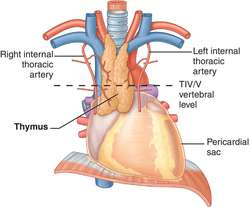 Right internal
thoracic
artery
Left internal
thoracic
artery
TIV/V
vertebral
level
Thymus
Pericardial
sac